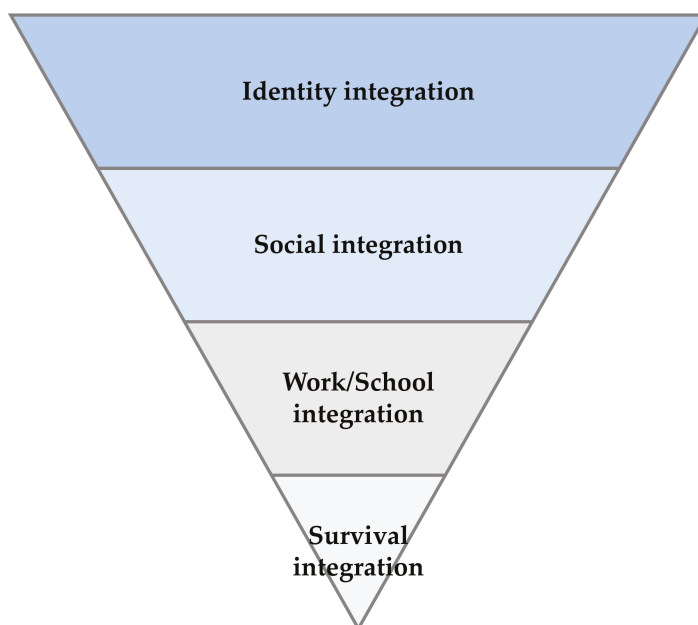 Identity integration
Social integration
Work/School
integration
Survival
integration